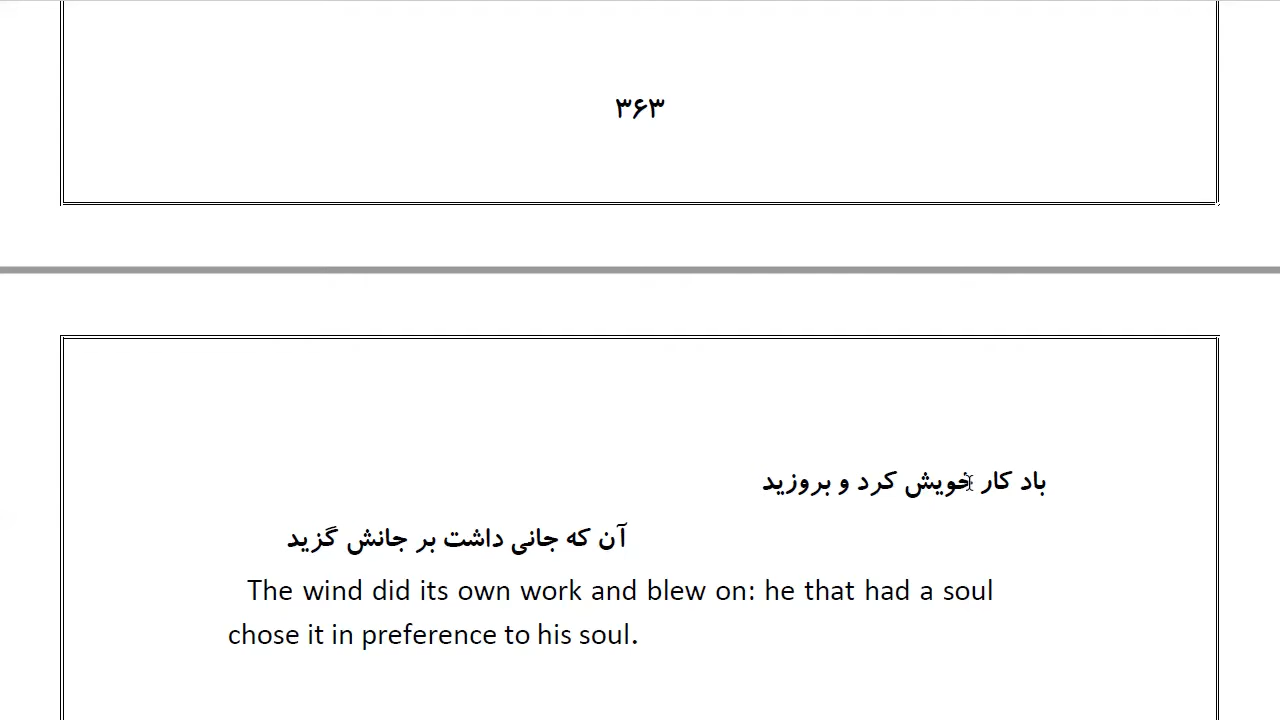 ۳۶۳
باد کار خویش کرد و بروزید
آن که جانی داشت بر جانش گزید
The wind did its own work and blew on: he that had a soul
chose it in preference to his soul.